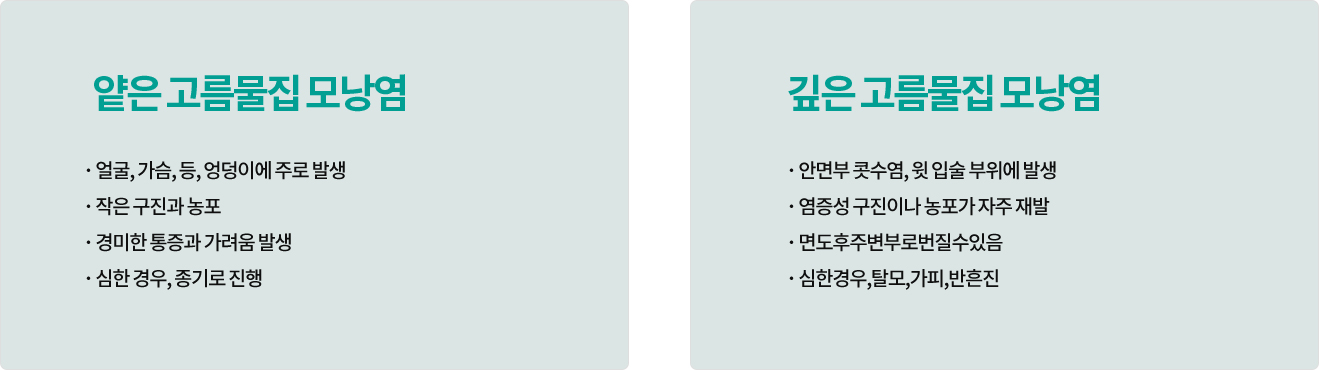 얕은 고름물집 모낭염
· 얼굴, 가슴, 등, 엉덩이에 주로 발생
· 작은 구진과 농포
· 경미한 통증과 가려움 발생
· 심한 경우, 종기로 진행
깊은 고름물집 모낭염
· 안면부 콧수염, 윗 입술 부위에 발생
· 염증성 구진이나 농포가 자주 재발
· 면도후주변부로번질수있음
· 심한경우,탈모,가피,반흔진